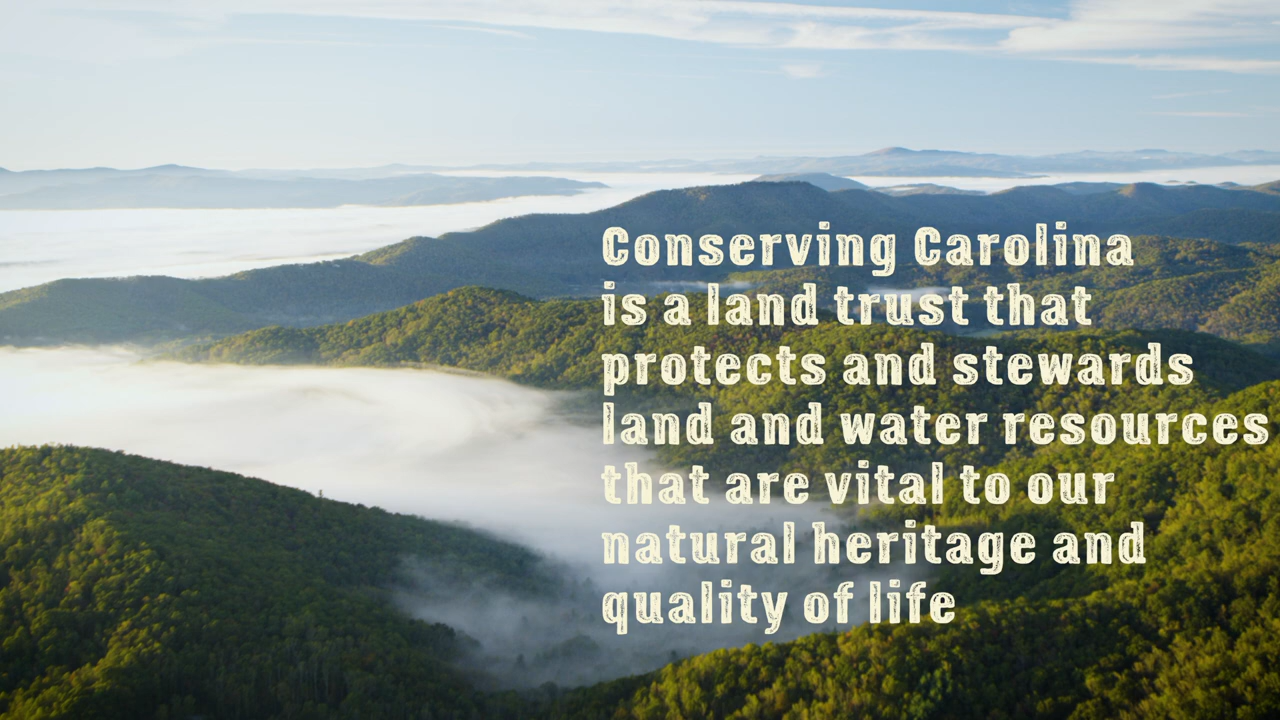 Conserving Carolina
is a land trust that
protects and stewards
land and water resources
that are vital to our
natural heritage and
quality of life